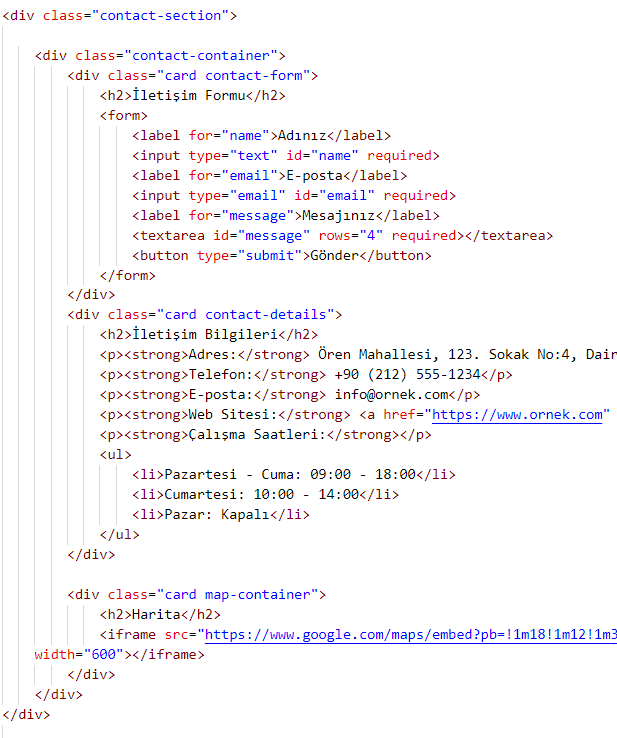 <div class="contact-section">
<div class="contact-container">
<div class="card contact-form">
<h2>İletişim Formu</h2>
<form>
<label for="name">Adınız</label>
<input type="text" id="name" required>
<label for="email">E-posta</label>
<input type="email" id="email" required>
<label for="message">Mesajınız</label>
<textarea id="message" rows="4" required></textarea>
<button type="submit">Gönder</button>
</form>
</div>
<div class="card contact-details">
<h2>İletişim Bilgileri</h2>
<p><strong>Adres:</strong> Ören Mahallesi, 123. Sokak No:4, Dair
<p><strong>Telefon:</strong> +90 (212) 555-1234</p>
<p><strong>E-posta:</strong> info@ornek.com</p>
<p><strong>Web Sitesi:</strong> <a href="https://www.ornek.com"
<p><strong>Çalışma Saatleri:</strong></p>
<ul>
<li>Pazartesi - Cuma: 09:00 - 18:00</li>
<li>Cumartesi: 10:00 - 14:00</li>
<li>Pazar: Kapalı</li>
</ul>
</div>
<div class="card map-container">
<h2>Harita</h2>
<iframe src="https://www.google.com/maps/embed?pb=!1m18!1m12!1m3
width="600"></iframe>
</div>
</div>
</div>